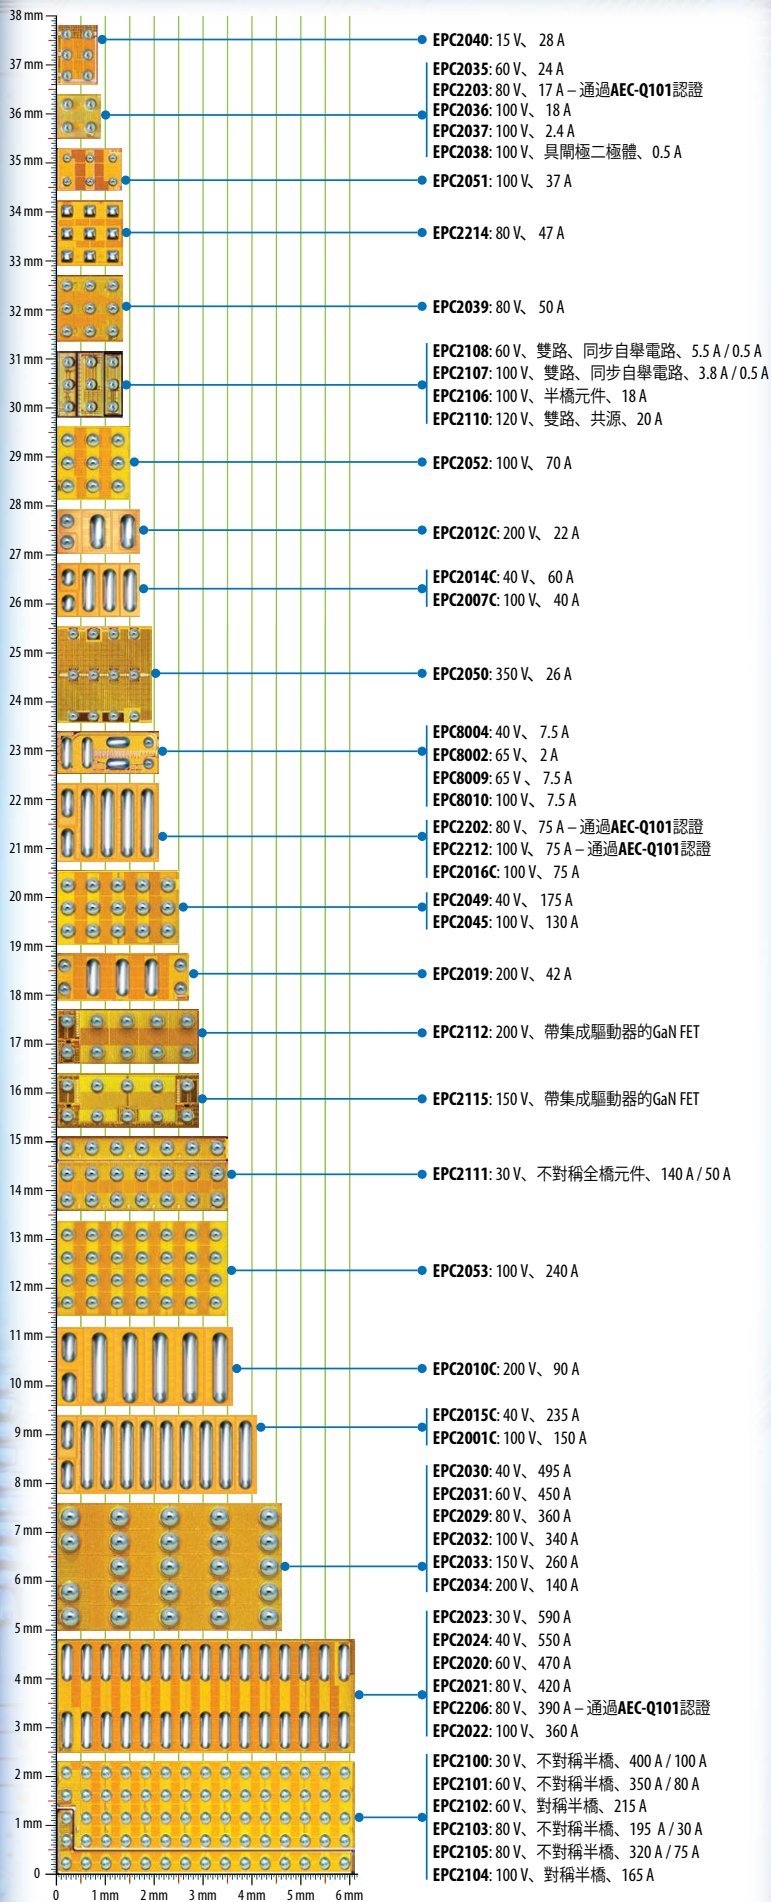 38 mm
37 mm
36 mm
35 mm
34 mm
33 mm
32 mm
31 mm
30 mm
29 mm
28 mm
27 mm
26 mm
25 mm
24 mm
23 mm
22 mm
21 mm
20 mm
19 mm
18 mm
17 mm
16 mm
15 mm
14 mm
13 mm
12 mm
11 mm
10 mm
9 mm
8 mm
7 mm
6 mm
5 mm
4 mm
3 mm
2 mm
1 mm
0
0 1 mm 2 mm 3 mm 4 mm 5 mm 6 mm
EPC2040: 15 V、 28 A
EPC2035: 60 V、 24 A
EPC2203: 80 V、 17 A – 通過AEC-Q101認證
EPC2036: 100 V、 18 A
EPC2037: 100 V、 2.4 A
EPC2038: 100 V、具閘極二極體、0.5 A
EPC2051: 100 V、 37 A
EPC2214: 80 V、 47 A
EPC2039: 80 V、 50 A
EPC2108: 60 V、雙路、同步自舉電路、5.5 A / 0.5 A
EPC2107: 100 V、雙路、同步自舉電路、3.8 A / 0.5 A
EPC2106: 100 V、半橋元件、18 A
EPC2110: 120 V、雙路、共源、20 A
EPC2052: 100 V、 70 A
EPC2012C: 200 V、 22 A
EPC2014C: 40 V、 60 A
EPC2007C: 100 V、 40 A
EPC2050: 350 V、 26 A
EPC8004: 40 V、 7.5 A
EPC8002: 65 V、 2 A
EPC8009: 65 V、 7.5 A
EPC8010: 100 V、 7.5 A
EPC2202: 80 V、 75 A – 通過AEC-Q101認證
EPC2212: 100 V、 75 A – 通過AEC-Q101認證
EPC2016C: 100 V、 75 A
EPC2049: 40 V、 175 A
EPC2045: 100 V、 130 A
EPC2019: 200 V、 42 A
EPC2112: 200 V、帶集成驅動器的GaN FET
EPC2115: 150 V、帶集成驅動器的GaN FET
EPC2111: 30 V、不對稱全橋元件、140 A / 50 A
EPC2053: 100 V、 240 A
EPC2010C: 200 V、 90 A
EPC2015C: 40 V、 235 A
EPC2001C: 100 V、 150 A
EPC2030: 40 V、 495 A
EPC2031: 60 V、 450 A
EPC2029: 80 V、 360 A
EPC2032: 100 V、 340 A
EPC2033: 150 V、 260 A
EPC2034: 200 V、 140 A
EPC2023: 30 V、 590 A
EPC2024: 40 V、 550 A
EPC2020: 60 V、 470 A
EPC2021: 80 V、 420 A
EPC2206: 80 V、 390 A – 通過AEC-Q101認證
EPC2022: 100 V、 360 A
EPC2100: 30 V、不對稱半橋、400 A / 100 A
EPC2101: 60 V、不對稱半橋、350 A / 80 A
EPC2102: 60 V、對稱半橋、215 A
EPC2103: 80 V、不對稱半橋、195 A / 30 A
EPC2105: 80 V、不對稱半橋、320 A / 75 A
EPC2104: 100 V、對稱半橋、165 A